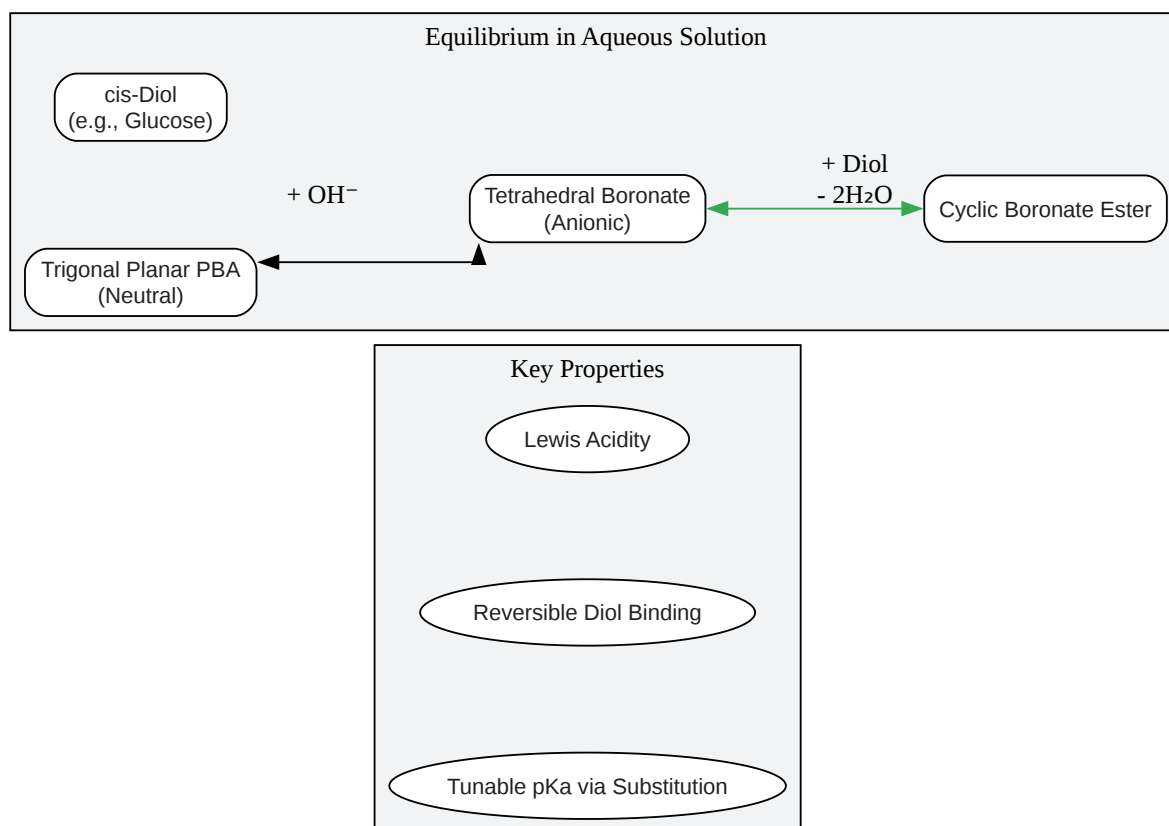 Equilibrium in Aqueous Solution
cis-Diol
(e.g., Glucose)
+ OH⁻
Trigonal Planar PBA
(Neutral)
Tetrahedral Boronate
(Anionic)
+ Diol
- 2H₂O
Cyclic Boronate Ester
Key Properties
Lewis Acidity
Reversible Diol Binding
Tunable pKa via Substitution